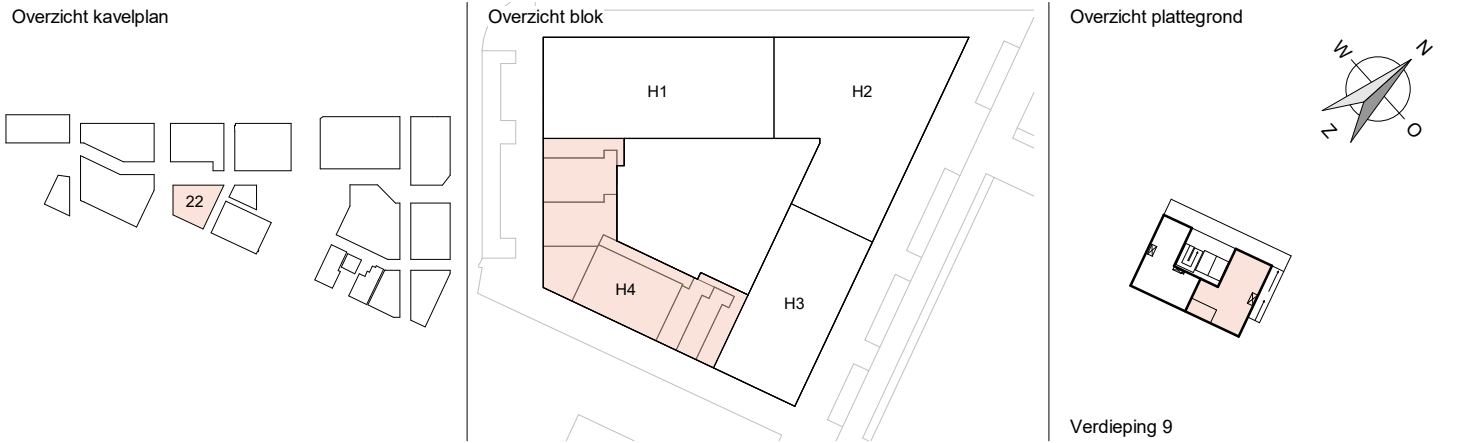 Overzicht kavelplan
22
Overzicht blok
H1
H2
H4
H3
Overzicht plattegrond
W
N
Z
O
Verdieping 9